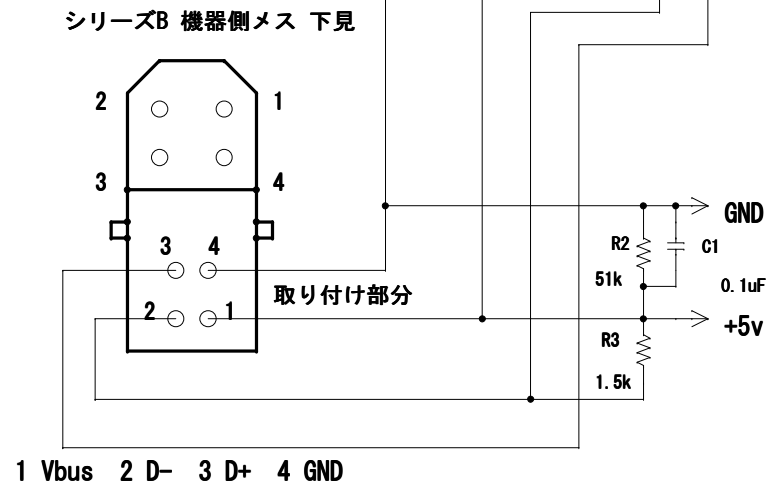 シリーズB 機器側メス 下見
2 1
3 4
GND
3 4
R2 C1
51k 0.1uF
取り付け部分
2 1
+5v
R3
1.5k
1 Vbus 2 D- 3 D+ 4 GND